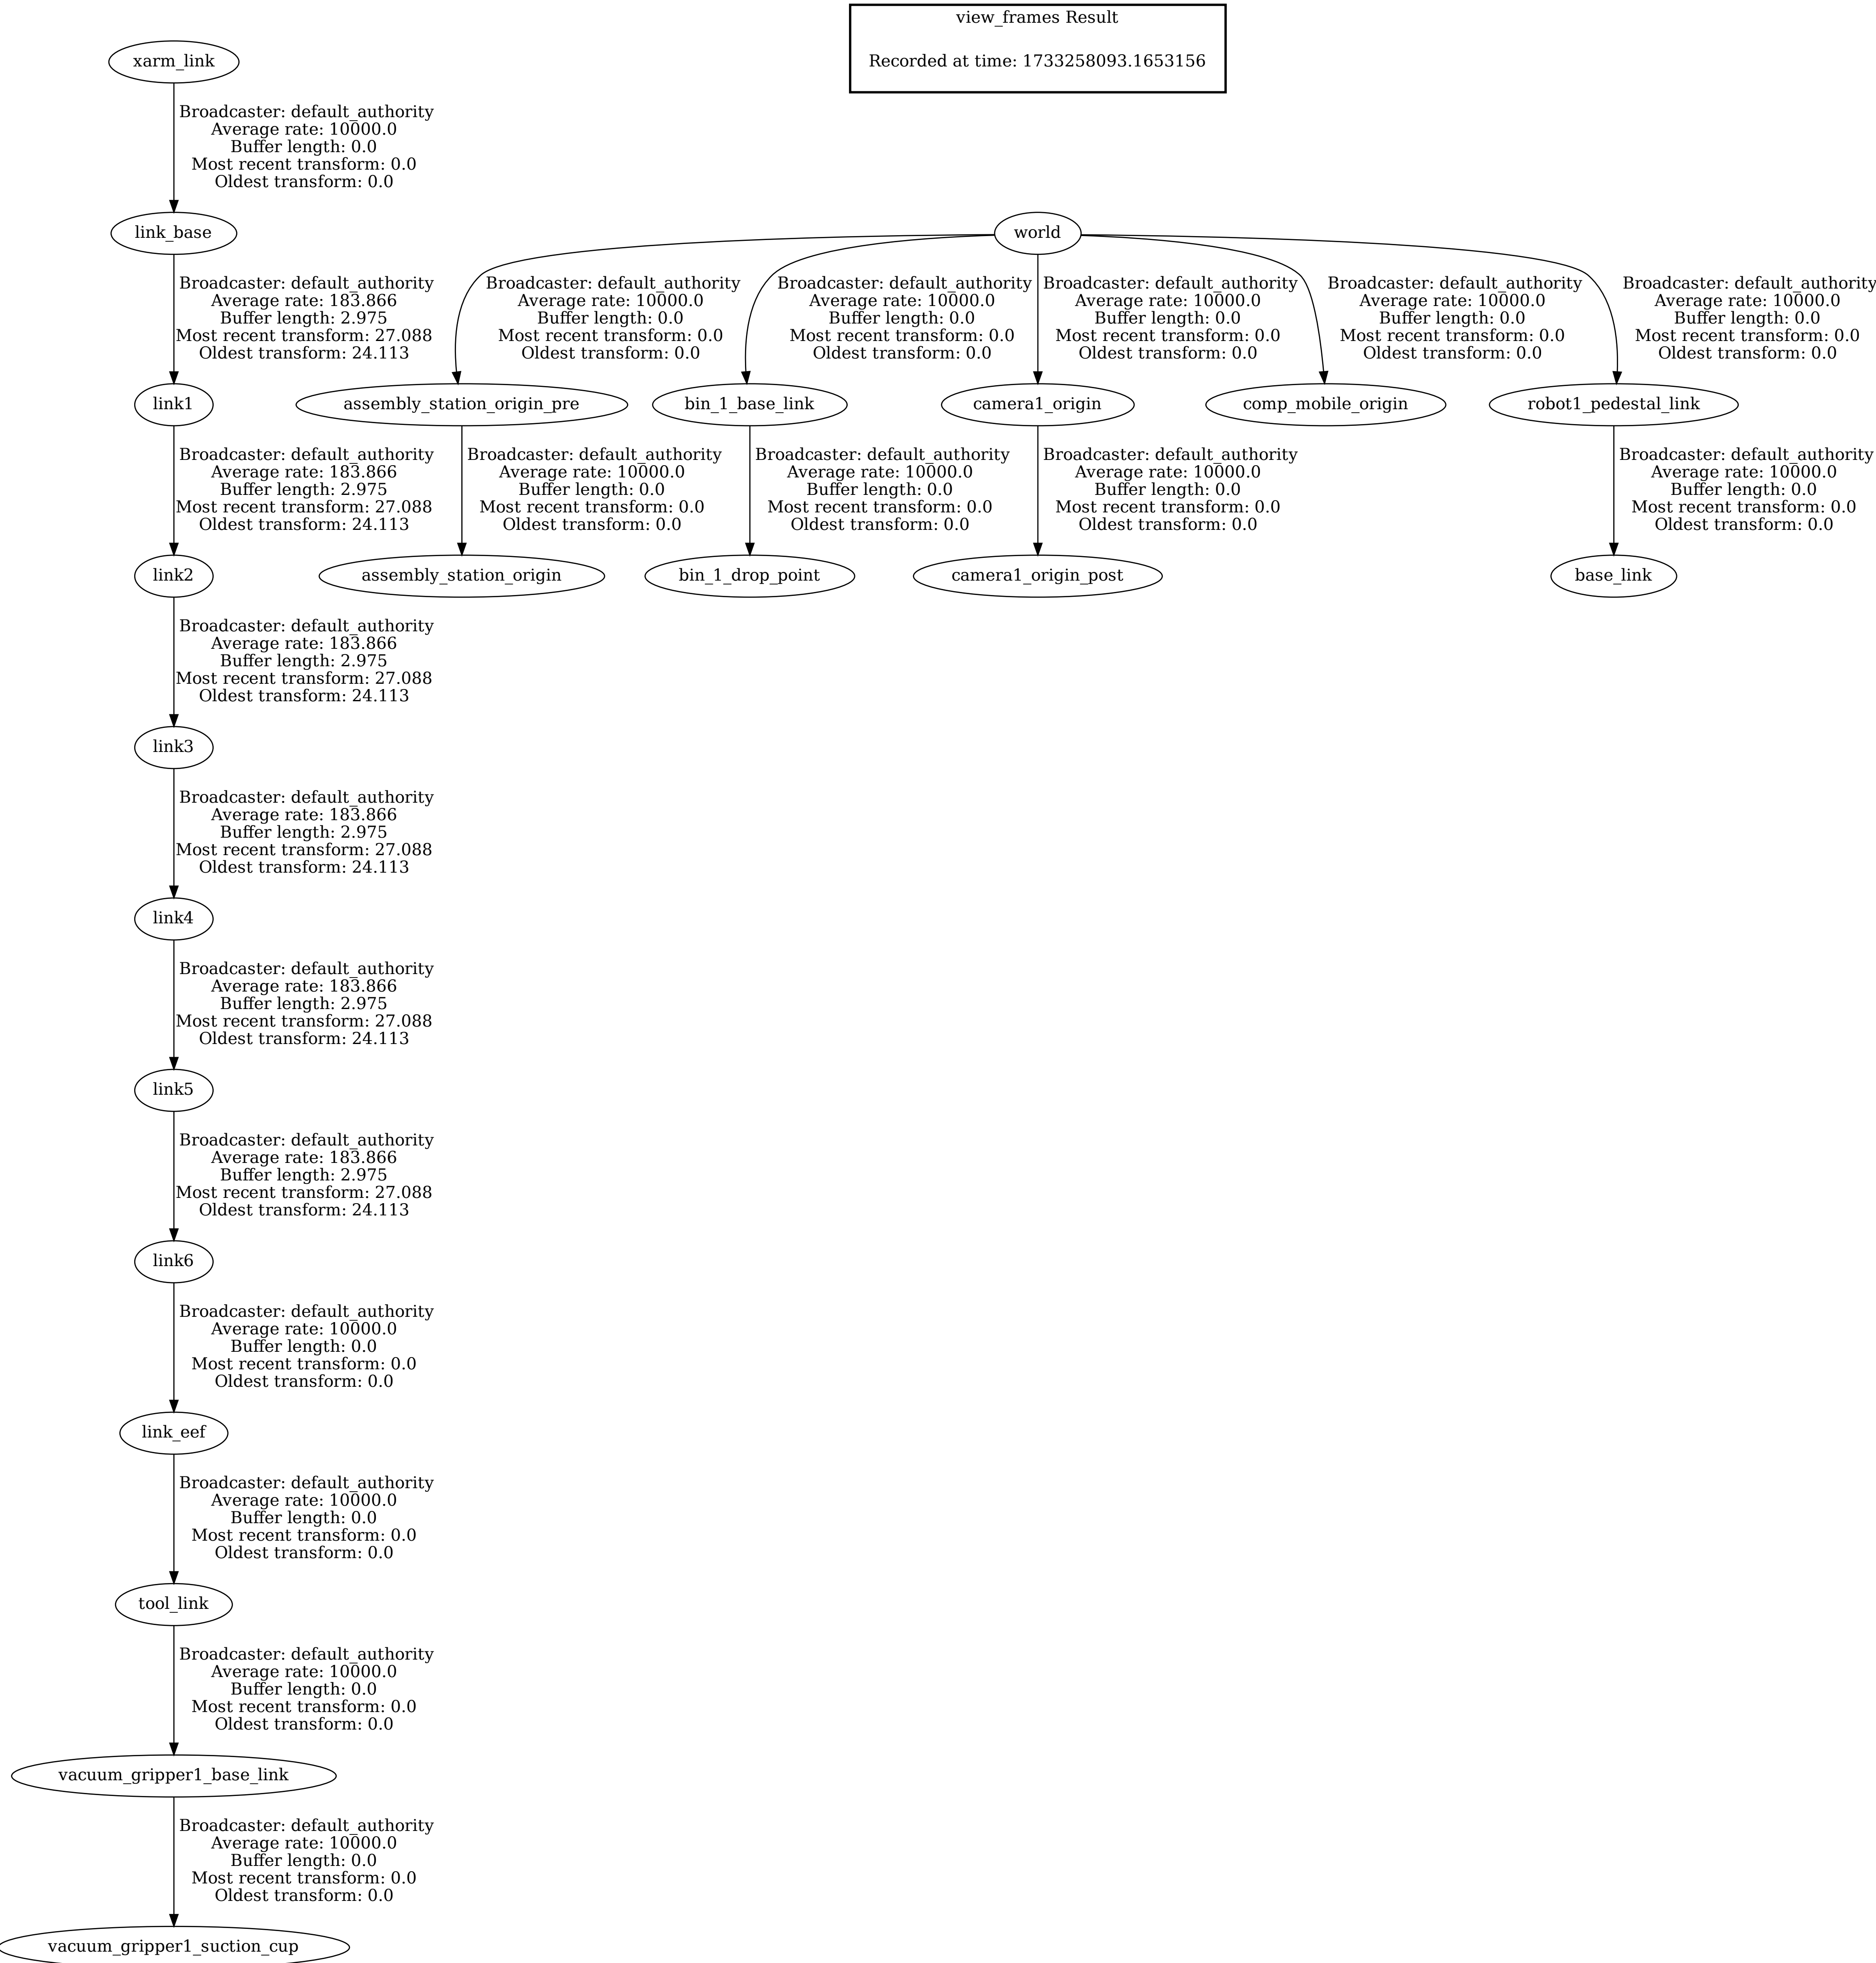 view_frames Result
Recorded at time: 1733258093.1653156
xarm_link
Broadcaster: default_authority
Average rate: 10000.0
Buffer length: 0.0
Most recent transform: 0.0
Oldest transform: 0.0
link_base
world
Broadcaster: default_authority
Average rate: 183.866
Buffer length: 2.975
Most recent transform: 27.088
Oldest transform: 24.113
Broadcaster: default_authority
Average rate: 10000.0
Buffer length: 0.0
Most recent transform: 0.0
Oldest transform: 0.0
Broadcaster: default_authority
Average rate: 10000.0
Buffer length: 0.0
Most recent transform: 0.0
Oldest transform: 0.0
Broadcaster: default_authority
Average rate: 10000.0
Buffer length: 0.0
Most recent transform: 0.0
Oldest transform: 0.0
Broadcaster: default_authority
Average rate: 10000.0
Buffer length: 0.0
Most recent transform: 0.0
Oldest transform: 0.0
Broadcaster: default_authority
Average rate: 10000.0
Buffer length: 0.0
Most recent transform: 0.0
Oldest transform: 0.0
link1
assembly_station_origin_pre
bin_1_base_link
camera1_origin
comp_mobile_origin
robot1_pedestal_link
Broadcaster: default_authority
Average rate: 183.866
Buffer length: 2.975
Most recent transform: 27.088
Oldest transform: 24.113
Broadcaster: default_authority
Average rate: 10000.0
Buffer length: 0.0
Most recent transform: 0.0
Oldest transform: 0.0
Broadcaster: default_authority
Average rate: 10000.0
Buffer length: 0.0
Most recent transform: 0.0
Oldest transform: 0.0
Broadcaster: default_authority
Average rate: 10000.0
Buffer length: 0.0
Most recent transform: 0.0
Oldest transform: 0.0
Broadcaster: default_authority
Average rate: 10000.0
Buffer length: 0.0
Most recent transform: 0.0
Oldest transform: 0.0
link2
assembly_station_origin
bin_1_drop_point
camera1_origin_post
base_link
Broadcaster: default_authority
Average rate: 183.866
Buffer length: 2.975
Most recent transform: 27.088
Oldest transform: 24.113
link3
Broadcaster: default_authority
Average rate: 183.866
Buffer length: 2.975
Most recent transform: 27.088
Oldest transform: 24.113
link4
Broadcaster: default_authority
Average rate: 183.866
Buffer length: 2.975
Most recent transform: 27.088
Oldest transform: 24.113
link5
Broadcaster: default_authority
Average rate: 183.866
Buffer length: 2.975
Most recent transform: 27.088
Oldest transform: 24.113
link6
Broadcaster: default_authority
Average rate: 10000.0
Buffer length: 0.0
Most recent transform: 0.0
Oldest transform: 0.0
link_eef
Broadcaster: default_authority
Average rate: 10000.0
Buffer length: 0.0
Most recent transform: 0.0
Oldest transform: 0.0
tool_link
Broadcaster: default_authority
Average rate: 10000.0
Buffer length: 0.0
Most recent transform: 0.0
Oldest transform: 0.0
vacuum_gripper1_base_link
Broadcaster: default_authority
Average rate: 10000.0
Buffer length: 0.0
Most recent transform: 0.0
Oldest transform: 0.0
vacuum_gripper1_suction_cup